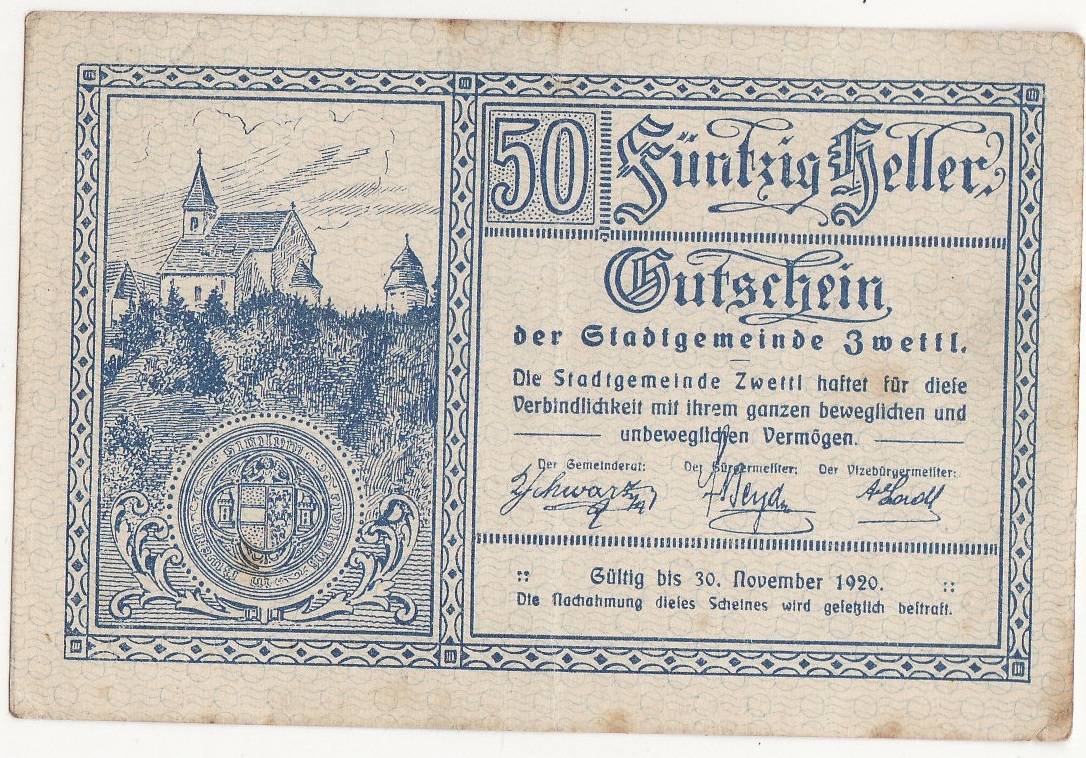 50 Fünfzig Heller
Gutschein
der Stadtgemeinde Zwettl.
Die Stadtgemeinde Zwettl haftet für diese
Verbindlichkeit mit ihrem ganzen beweglichen und
unbeweglichen Vermögen.
Der Gemeinderat: Der Bürgermeister: Der Vizebürgermeister:
Schwarz
:: Gültig bis 30. November 1920. ::
Die Nachahmung dieses Scheines wird gesetzlich bestraft.